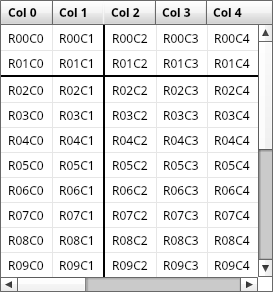 Col 0 Col 1 Col 2 Col 3 Col 4
R00C0 R00C1 R00C2 R00C3 R00C4
R01C0 R01C1 R01C2 R01C3 R01C4
R02C0 R02C1 R02C2 R02C3 R02C4
R03C0 R03C1 R03C2 R03C3 R03C4
R04C0 R04C1 R04C2 R04C3 R04C4
R05C0 R05C1 R05C2 R05C3 R05C4
R06C0 R06C1 R06C2 R06C3 R06C4
R07C0 R07C1 R07C2 R07C3 R07C4
R08C0 R08C1 R08C2 R08C3 R08C4
R09C0 R09C1 R09C2 R09C3 R09C4